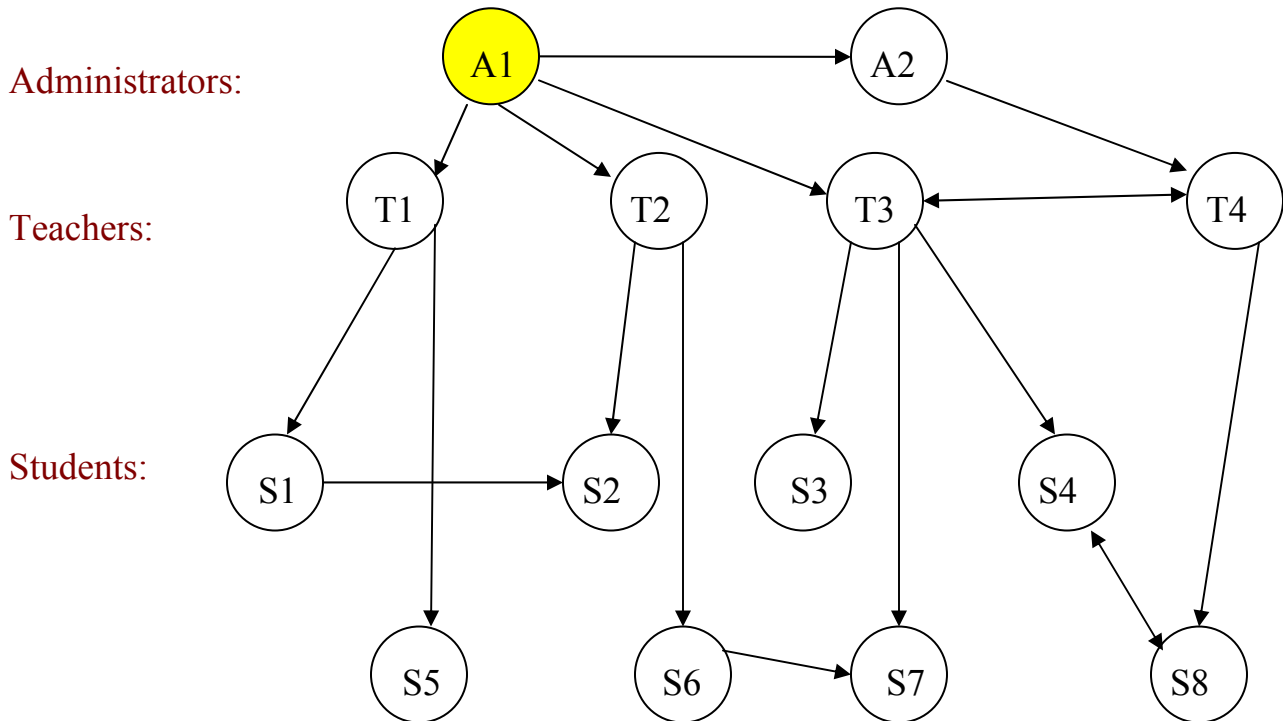 Administrators:
A1
A2
Teachers:
T1
T2
T3
T4
Students:
S1
S2
S3
S4
S5
S6
S7
S8